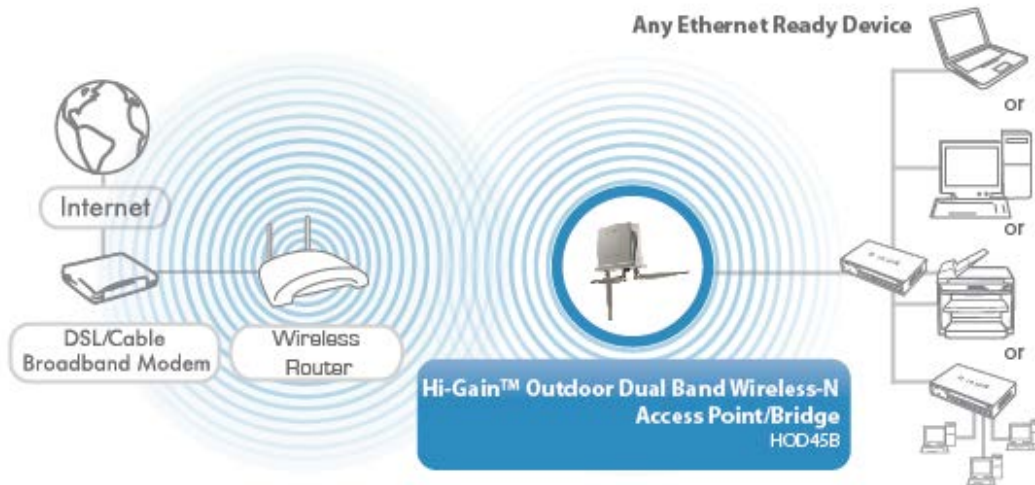 Any Ethernet Ready Device
or
or
or
Internet
DSL/Cable
Broadband Modem
Wireless
Router
Hi-Gain™ Outdoor Dual Band Wireless-N
Access Point/Bridge
HOD45B